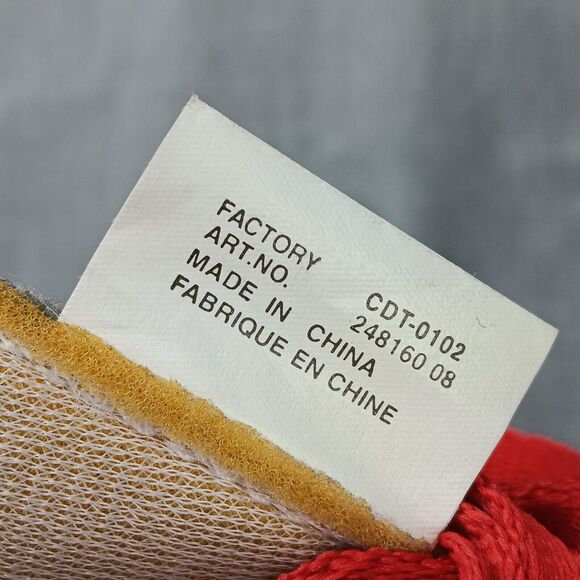 FACTORY CDT-0102
ART.NO. 248160 08
MADE IN CHINA
FABRIQUE EN CHINE